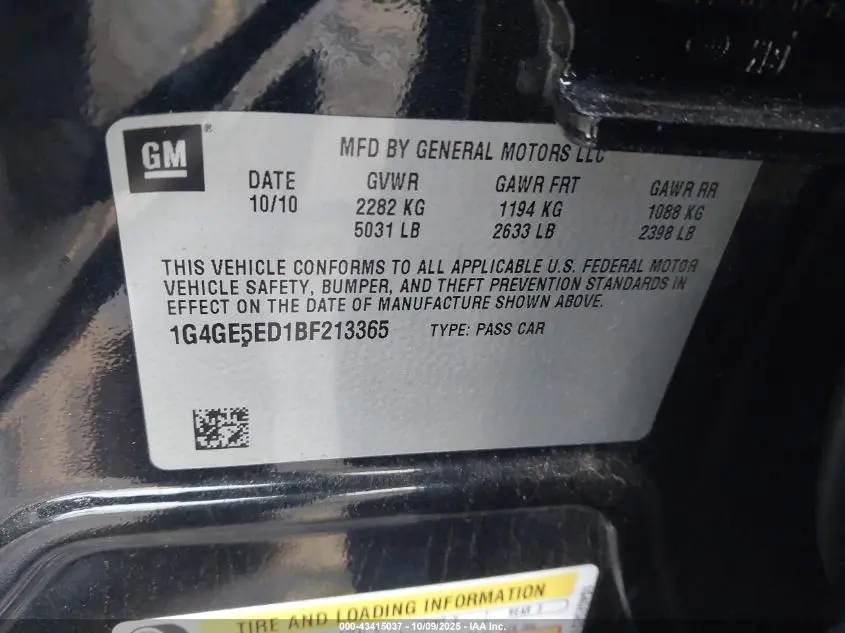 GM
®
MFD BY GENERAL MOTORS LLC
DATE GVWR GAWR FRT GAWR RR
10/10 2282 KG 1194 KG 1088 KG
5031 LB 2633 LB 2398 LB
THIS VEHICLE CONFORMS TO ALL APPLICABLE U.S. FEDERAL MOTOR
VEHICLE SAFETY, BUMPER, AND THEFT PREVENTION STANDARDS IN
EFFECT ON THE DATE OF MANUFACTURE SHOWN ABOVE.
1G4GE5ED1BF213365 TYPE: PASS CAR
TIRE AND LOADING INFORMATION
000-43415037 - 10/09/2025 - IAA Inc.